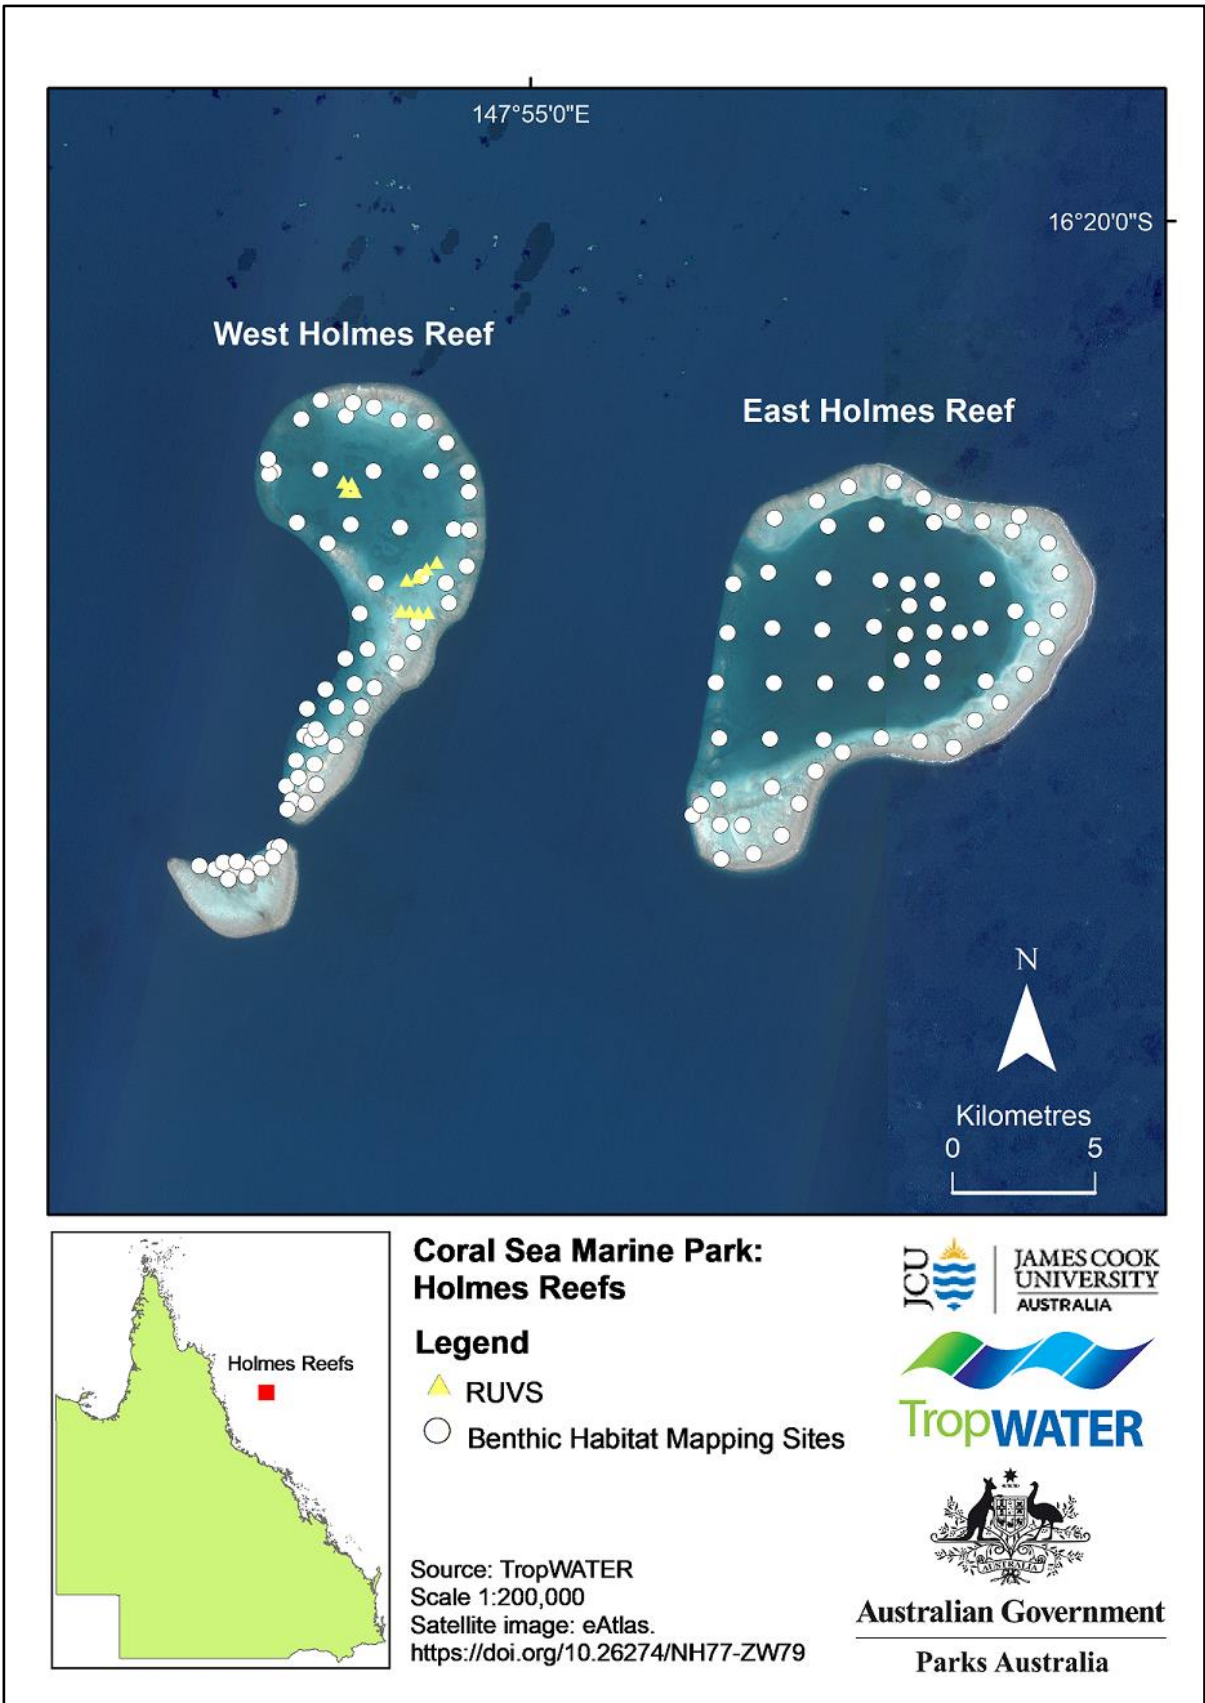 147°55'0"E
16°20'0"S
West Holmes Reef
East Holmes Reef
N
Kilometres
0 5
Holmes Reefs
Coral Sea Marine Park:
Holmes Reefs
Legend
RUVS
Benthic Habitat Mapping Sites
Source: TropWATER
Scale 1:200,000
Satellite image: eAtlas.
https://doi.org/10.26274/NH77-ZW79
JCU
JAMES COOK
UNIVERSITY
AUSTRALIA
TropWATER
AUSTRALIA
Australian Government
Parks Australia